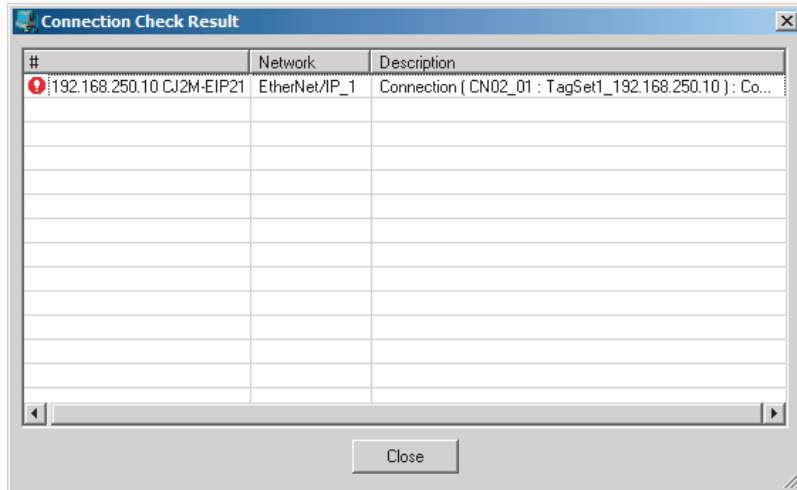 Connection Check Result
# Network Description
192.168.250.10 CJ2M-EIP21 EtherNet/IP_1 Connection ( CN02_01 : TagSet1_192.168.250.10 ) : Co...
Close